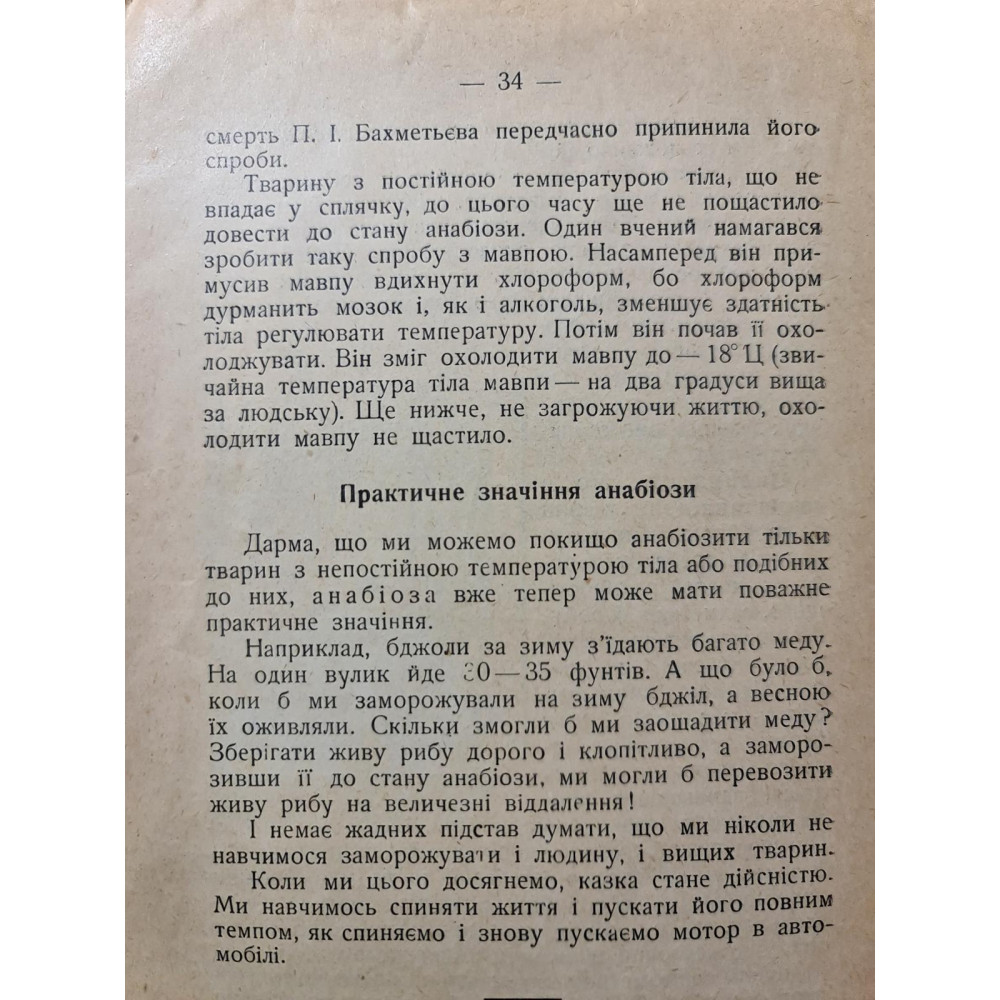 — 34 —
смерть П. І. Бахметьєва передчасно припинила його
спроби.
Тварину з постійною температурою тіла, що не
впадає у сплячку, до цього часу ще не пощастило
довести до стану анабіози. Один вчений намагався
зробити таку спробу з мавпою. Насамперед він при-
мусив мавпу вдихнути хлороформ, бо хлороформ
дурманить мозок і, як і алкоголь, зменшує здатність
тіла регулювати температуру. Потім він почав її охо-
лоджувати. Він зміг охолодити мавпу до — 18° Ц (зви-
чайна температура тіла мавпи — на два градуси вища
за людську). Ще нижче, не загрожуючи життю, охо-
лодити мавпу не щастило.
Практичне значіння анабіози
Дарма, що ми можемо покищо анабіозити тільки
тварин з непостійною температурою тіла або подібних
до них, анабіоза вже тепер може мати поважне
практичне значіння.
Наприклад, бджоли за зиму з’їдають багато меду.
На один вулик йде 30 — 35 фунтів. А що було б,
коли б ми заморожували на зиму бджіл, а весною
їх оживляли. Скільки змогли б ми заощадити меду?
Зберігати живу рибу дорого і клопітливо, а заморо-
зивши її до стану анабіози, ми могли б перевозити
живу рибу на величезні віддалення!
І немає жадних підстав думати, що ми ніколи не
навчимося заморожувати і людину, і вищих тварин.
Коли ми цього досягнемо, казка стане дійсністю.
Ми навчимось спиняти життя і пускати його повним
темпом, як спиняємо і знову пускаємо мотор в авто-
мобілі.